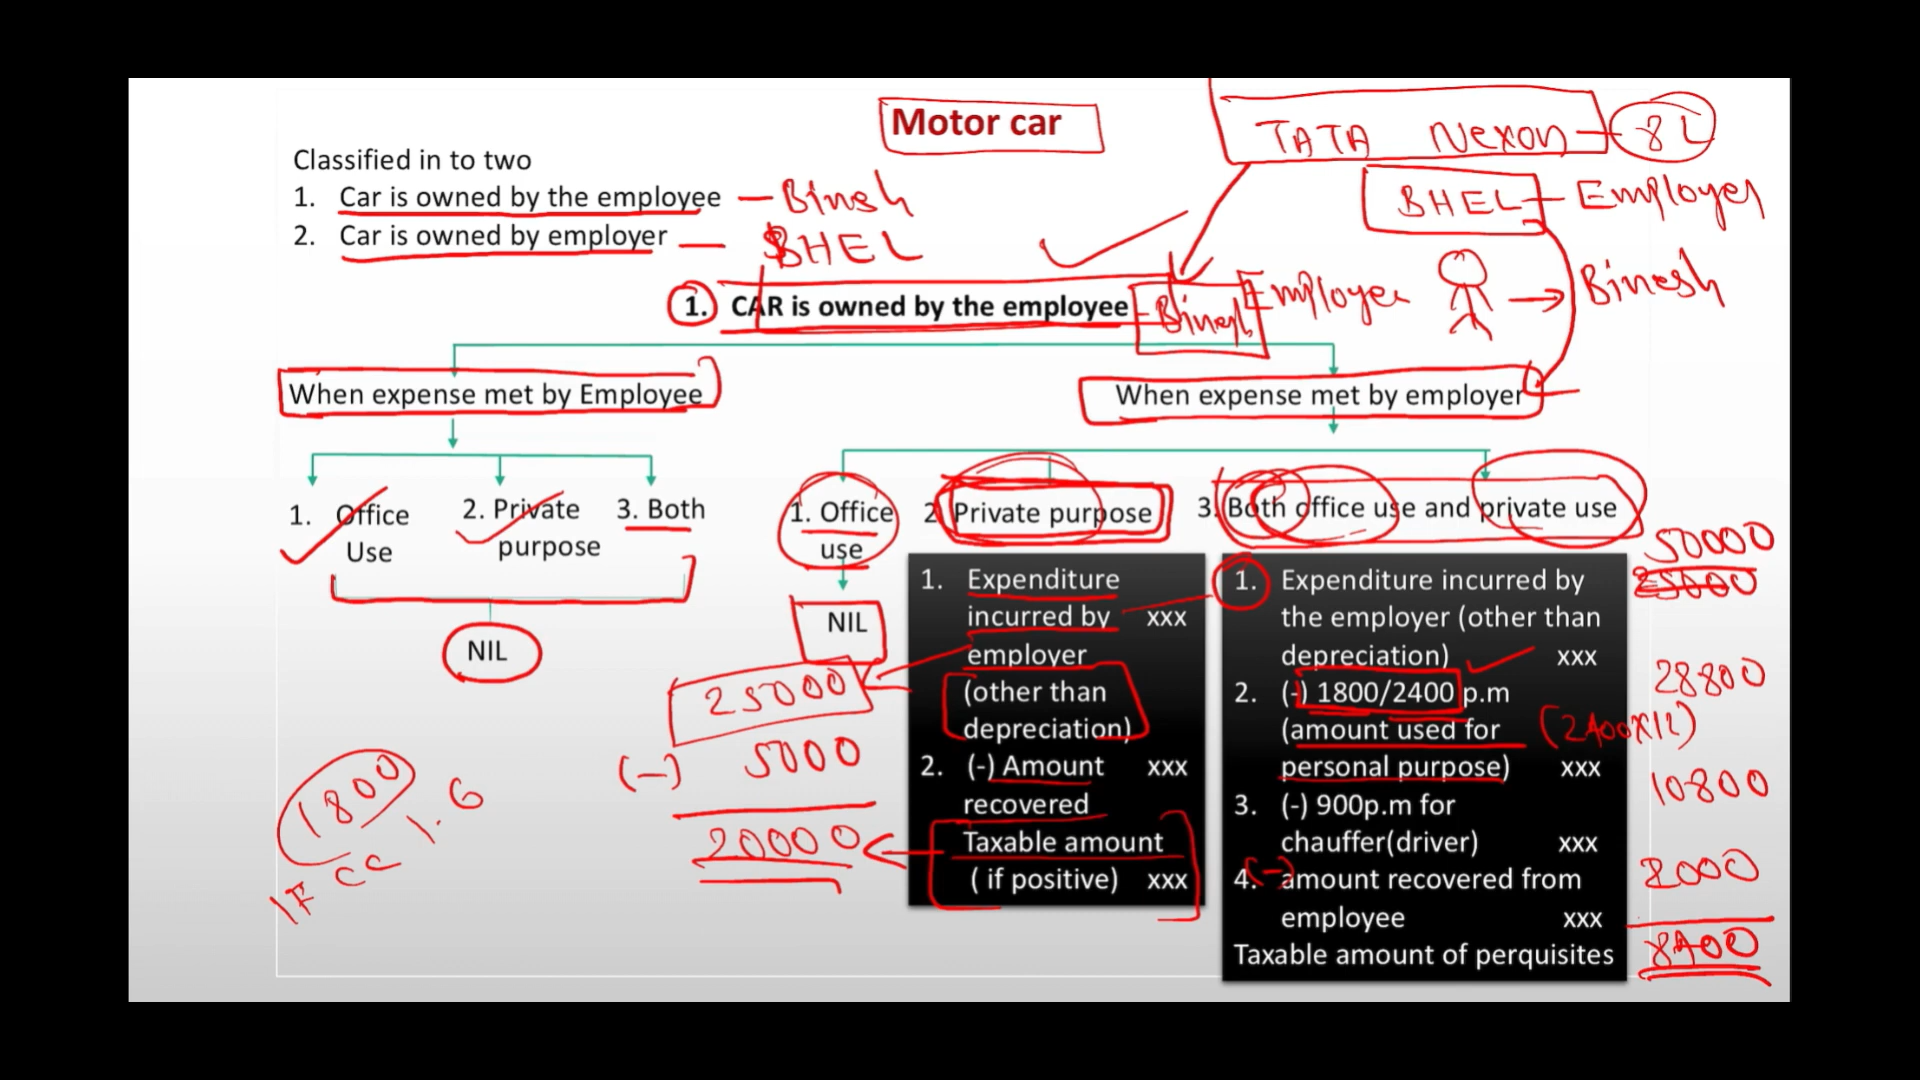 Motor car
TATA Nexon - 8L
Classified in to two
1. Car is owned by the employee - Binesh
2. Car is owned by employer - BHEL
BHEL - Employer
1. CAR is owned by the employee - Binesh Employee → Binesh
When expense met by Employee
When expense met by employer
1. Office Use
2. Private purpose
3. Both
NIL
1. Office use
NIL
2. Private purpose
3. Both office use and private use
1. Expenditure
incurred by xxx
employer
(other than
depreciation)
2. (-) Amount xxx
recovered
Taxable amount
( if positive) xxx
25000
(-) 5000
20000
1. Expenditure incurred by
the employer (other than
depreciation) xxx
2. (-) 1800/2400 p.m
(amount used for
personal purpose) xxx
3. (-) 900p.m for
chauffer(driver) xxx
4. (-) amount recovered from
employee xxx
Taxable amount of perquisites
50000
25000
28800
(2400X12)
10800
2000
8400
1800
IF CC 1.6